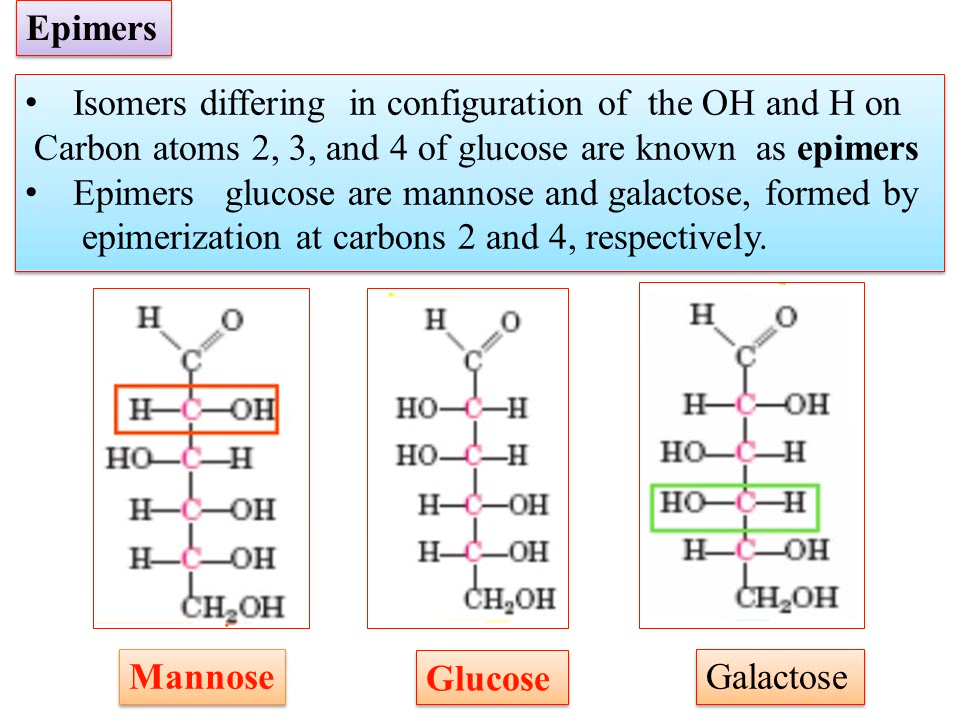 Epimers
• Isomers differing in configuration of the OH and H on
Carbon atoms 2, 3, and 4 of glucose are known as epimers
• Epimers glucose are mannose and galactose, formed by
epimerization at carbons 2 and 4, respectively.
H O
C
H—C—OH
HO—C—H
H—C—OH
H—C—OH
CH₂OH
Mannose
H O
C
HO—C—H
HO—C—H
H—C—OH
H—C—OH
CH₂OH
Glucose
H O
C
H—C—OH
HO—C—H
HO—C—H
H—C—OH
CH₂OH
Galactose